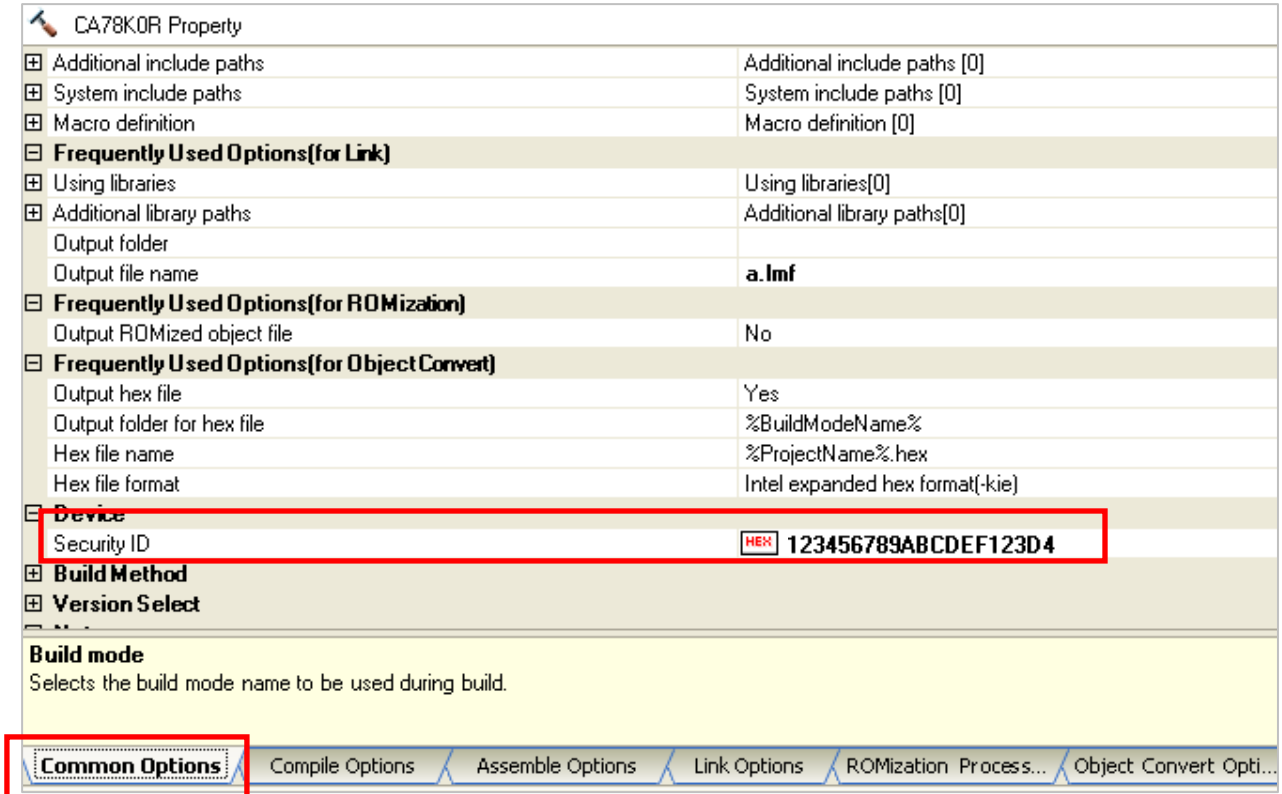 CA78K0R Property
Additional include paths Additional include paths [0]
System include paths System include paths [0]
Macro definition Macro definition [0]
Frequently Used Options(for Link)
Using libraries Using libraries[0]
Additional library paths Additional library paths[0]
Output folder
Output file name a.lmf
Frequently Used Options(for ROMization)
Output ROMized object file No
Frequently Used Options(for Object Convert)
Output hex file Yes
Output folder for hex file %BuildModeName%
Hex file name %ProjectName%.hex
Hex file format Intel expanded hex format(-kie)
Device
Security ID HEX 123456789ABCDEF123D4
Build Method
Version Select
Build mode
Selects the build mode name to be used during build.
Common Options Compile Options Assemble Options Link Options ROMization Process... Object Convert Opti...